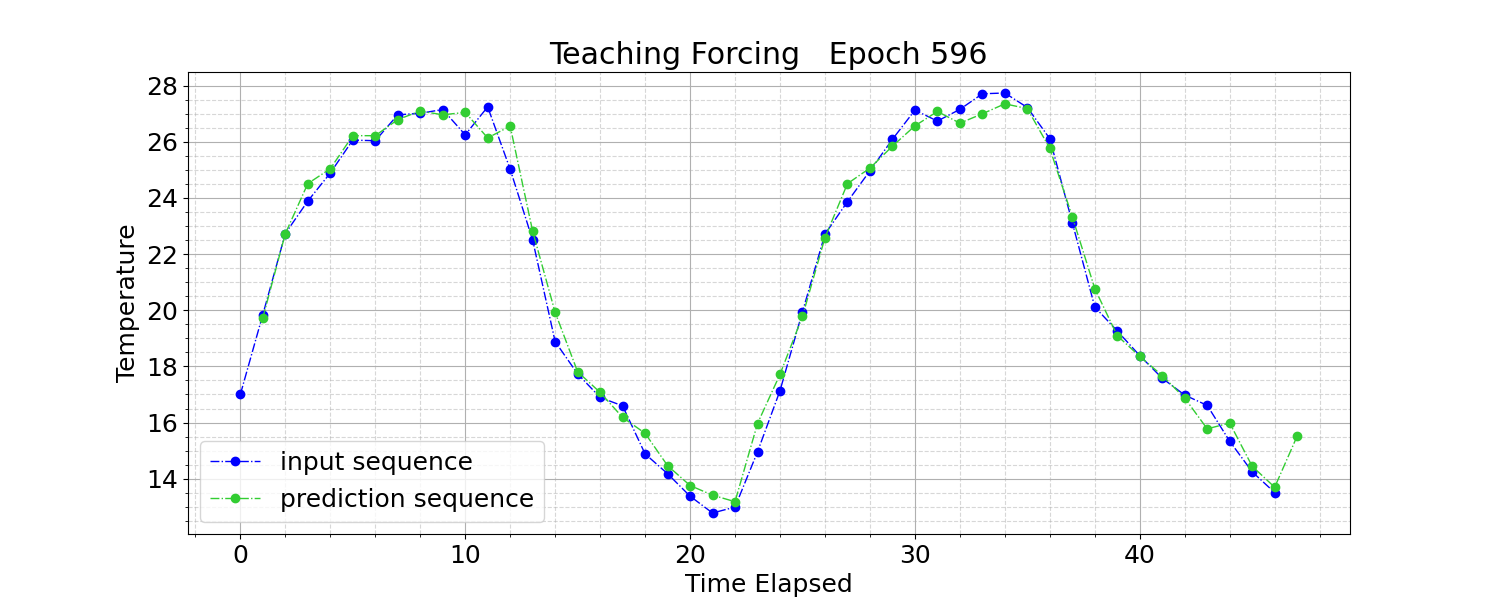 Teaching Forcing   Epoch 596
28
26
24
22
20
18
16
14
Temperature
input sequence
prediction sequence
0 10 20 30 40
Time Elapsed